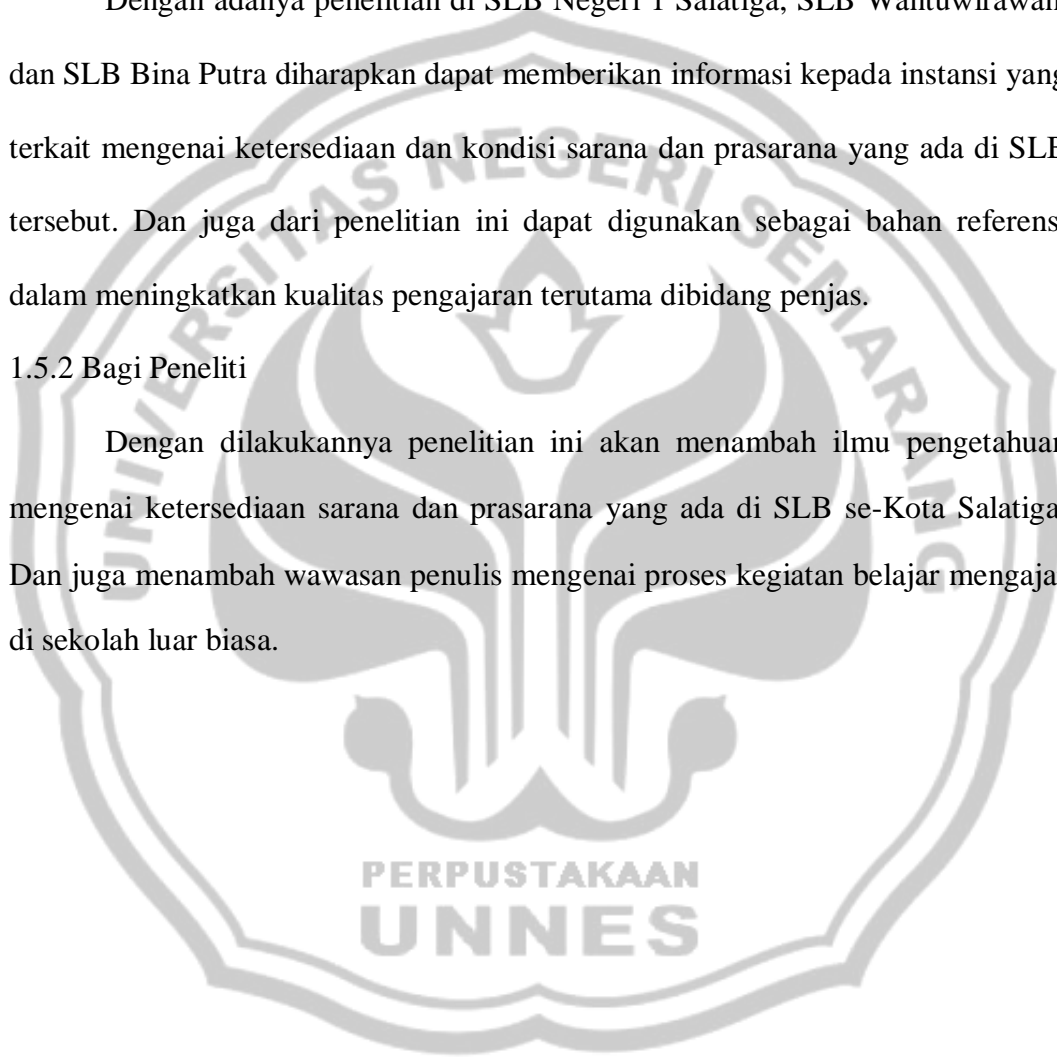 Dengan adanya penelitian di SLB Negeri 1 Salatiga, SLB Wantuwirawan
dan SLB Bina Putra diharapkan dapat memberikan informasi kepada instansi yang
terkait mengenai ketersediaan dan kondisi sarana dan prasarana yang ada di SLB
tersebut. Dan juga dari penelitian ini dapat digunakan sebagai bahan referensi
dalam meningkatkan kualitas pengajaran terutama dibidang penjas.
1.5.2 Bagi Peneliti
Dengan dilakukannya penelitian ini akan menambah ilmu pengetahuan
mengenai ketersediaan sarana dan prasarana yang ada di SLB se-Kota Salatiga
Dan juga menambah wawasan penulis mengenai proses kegiatan belajar mengajar
di sekolah luar biasa.
UNIVERSITAS NEGERI SEMARANG
PERPUSTAKAAN
UNNES